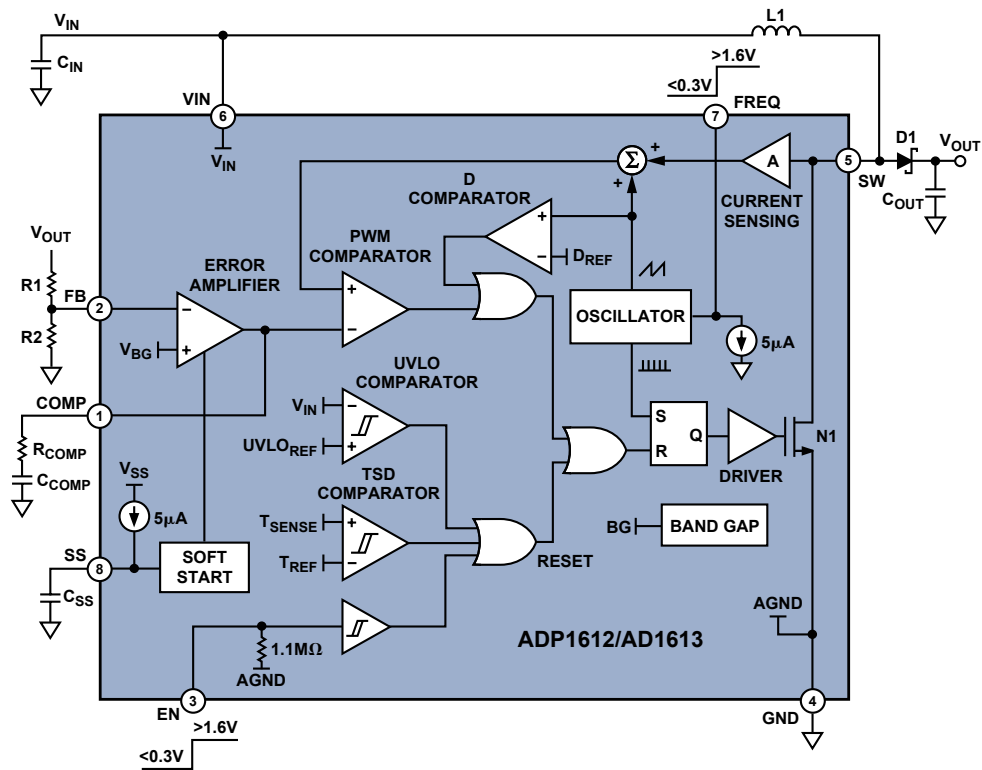 VIN
CIN
L1
>1.6V
<0.3V
VIN
6
VIN
FREQ
7
D1
VOUT
5
SW
COUT
A
CURRENT
SENSING
+
Σ
+
D
COMPARATOR
+
−
DREF
PWM
COMPARATOR
+
−
ERROR
AMPLIFIER
VOUT
R1
FB
2
R2
−
VBG
+
OSCILLATOR
5µA
UVLO
COMPARATOR
VIN
−
UVLOREF
+
COMP
1
RCOMP
CCOMP
S
R
Q
DRIVER
N1
TSD
COMPARATOR
TSENSE
+
TREF
−
VSS
5µA
SS
8
CSS
SOFT
START
RESET
BG
BAND GAP
1.1MΩ
AGND
AGND
ADP1612/AD1613
3
EN
>1.6V
<0.3V
4
GND